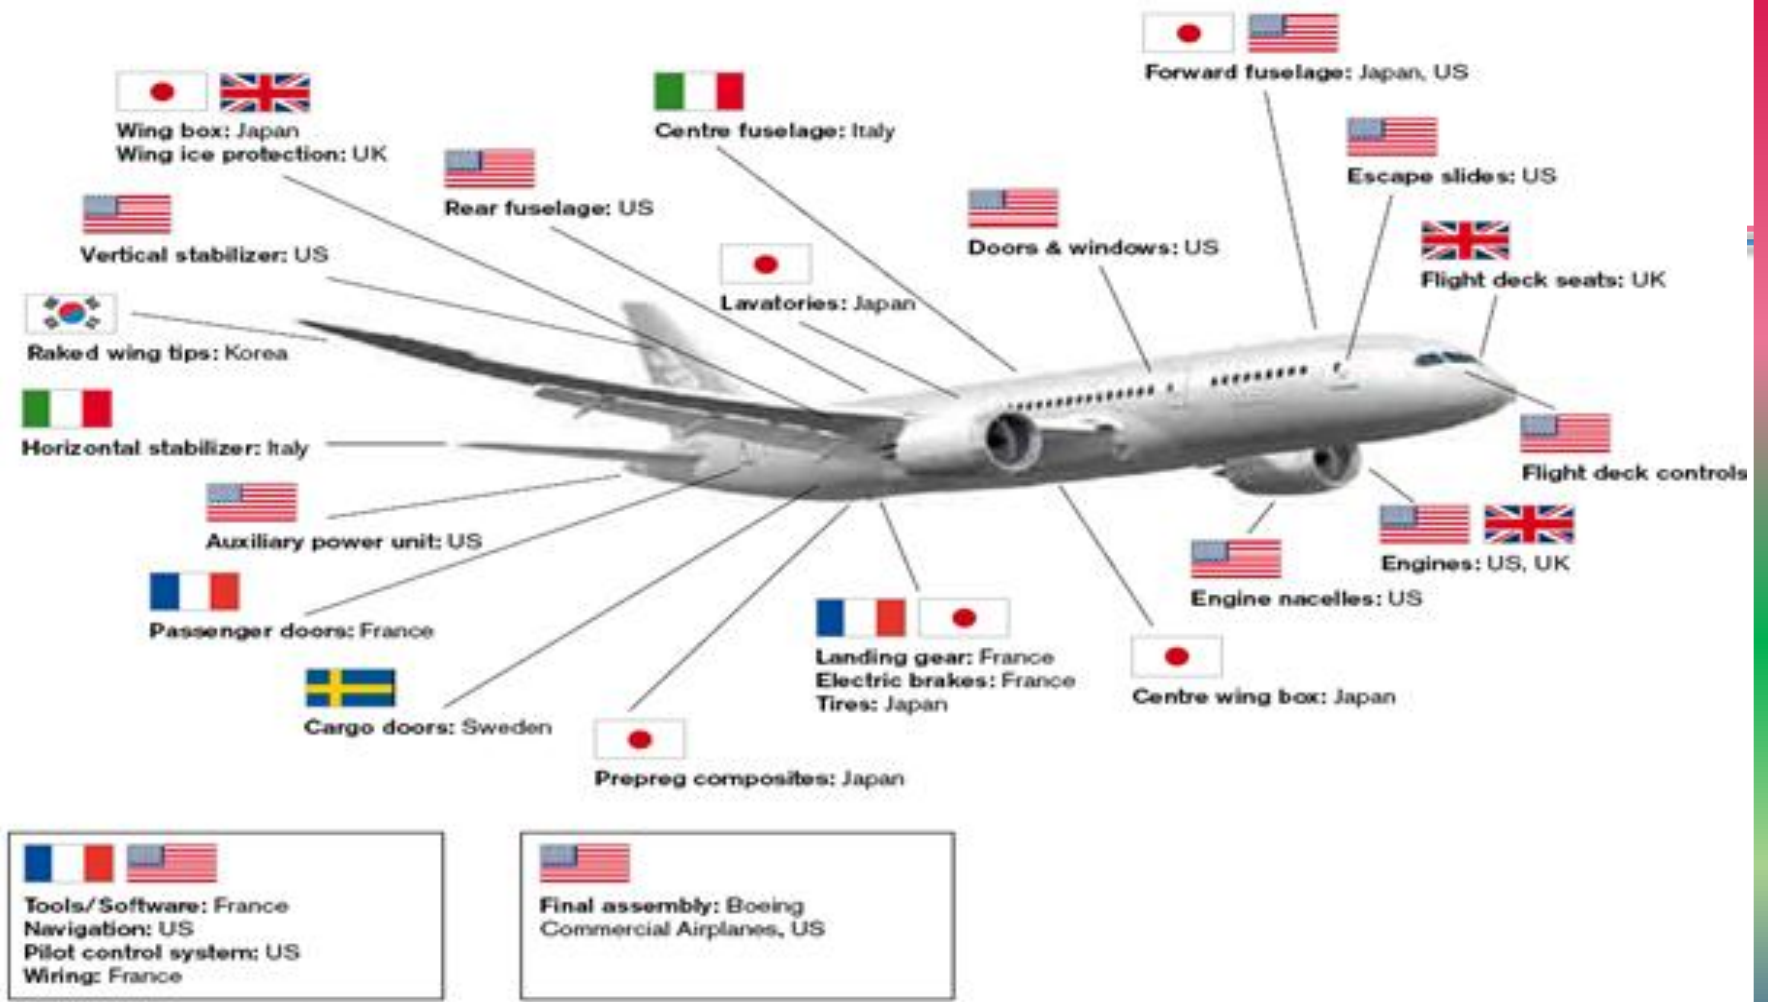 Forward fuselage: Japan, US
Wing box: Japan
Wing ice protection: UK
Centre fuselage: Italy
Escape slides: US
Rear fuselage: US
Vertical stabilizer: US
Doors & windows: US
Flight deck seats: UK
Lavatories: Japan
Raked wing tips: Korea
Horizontal stabilizer: Italy
Flight deck controls
Auxiliary power unit: US
Engines: US, UK
Engine nacelles: US
Passenger doors: France
Landing gear: France
Electric brakes: France
Tires: Japan
Centre wing box: Japan
Cargo doors: Sweden
Prepreg composites: Japan
Tools/Software: France
Navigation: US
Pilot control system: US
Wiring: France
Final assembly: Boeing
Commercial Airplanes, US